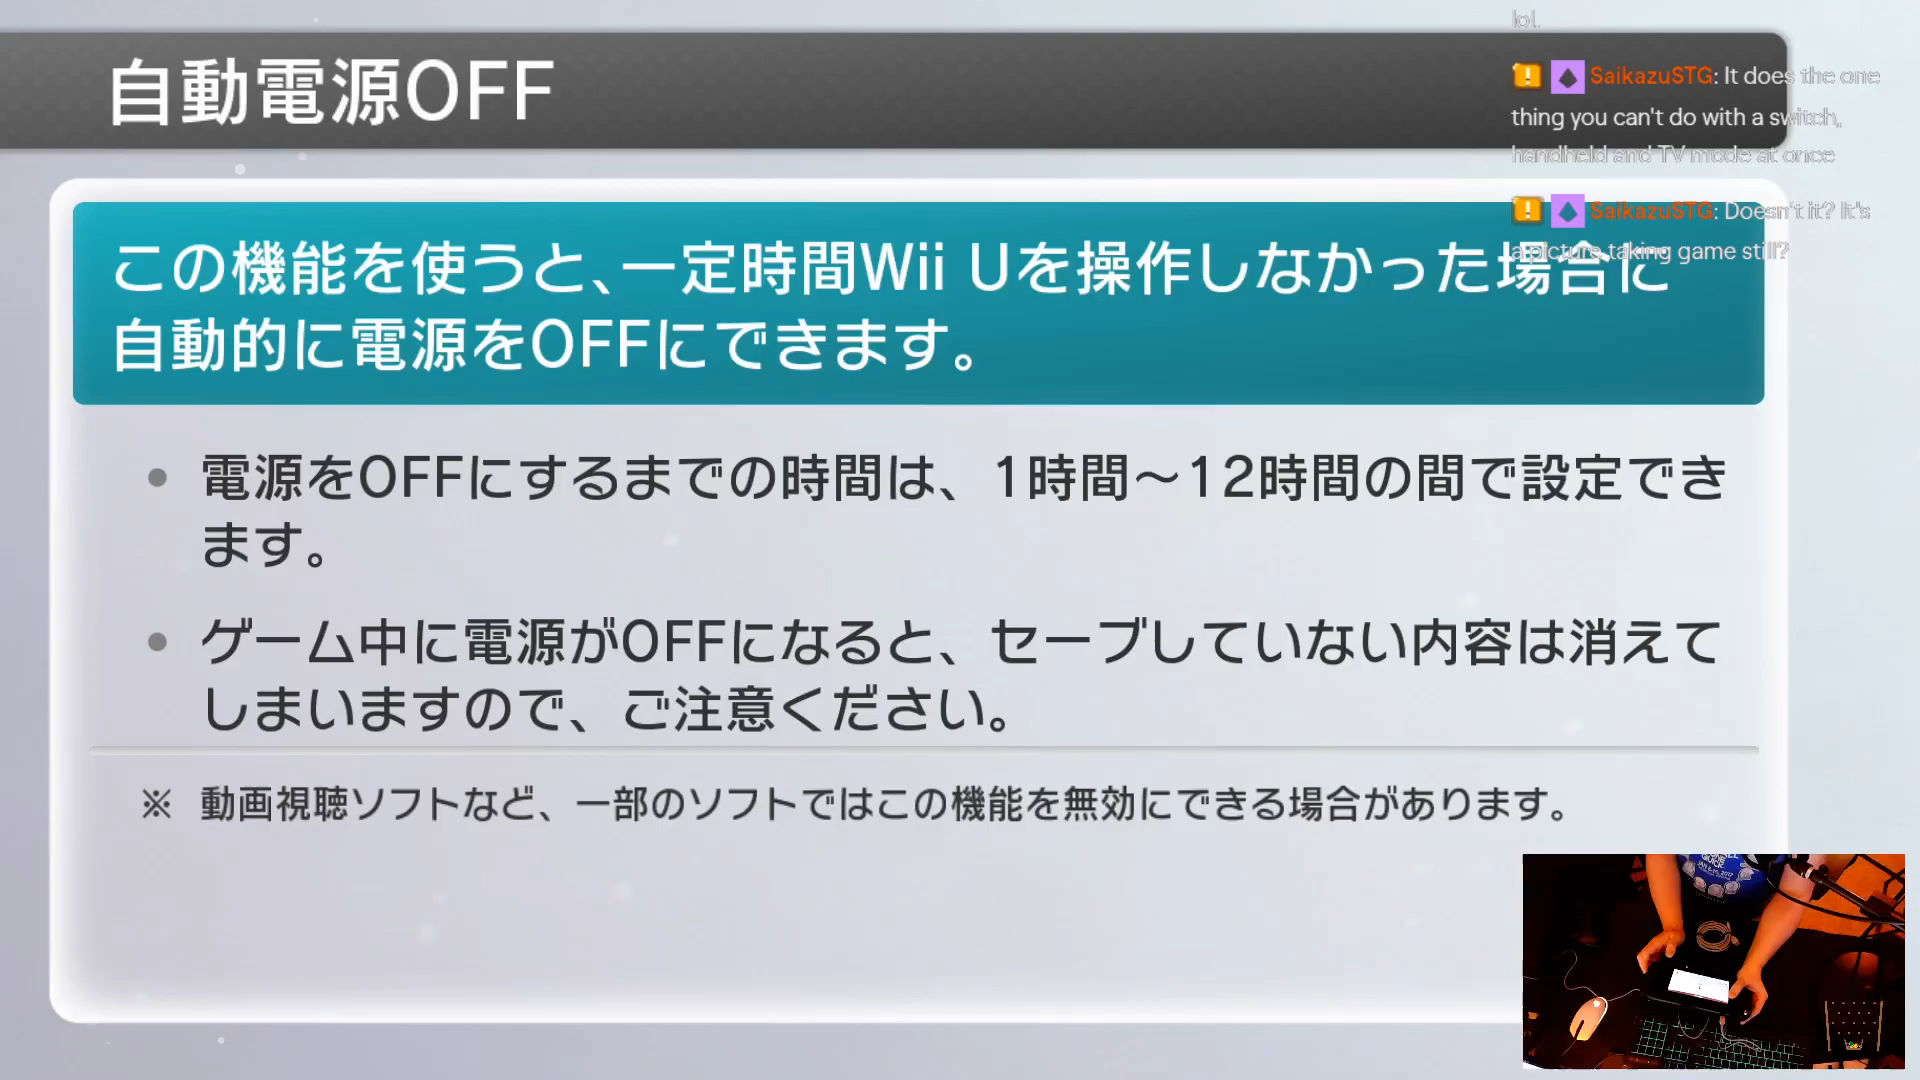 lol.
自動電源OFF
SaikazuSTG: It does the one
thing you can't do with a switch,
handheld and TV mode at once
SaikazuSTG: Doesn't it? It's
a picture taking game still?
この機能を使うと、一定時間Wii Uを操作しなかった場合に
自動的に電源をOFFにできます。
• 電源をOFFにするまでの時間は、1時間～12時間の間で設定でき
ます。
• ゲーム中に電源がOFFになると、セーブしていない内容は消えて
しまいますので、ご注意ください。
※ 動画視聴ソフトなど、一部のソフトではこの機能を無効にできる場合があります。
QUICK